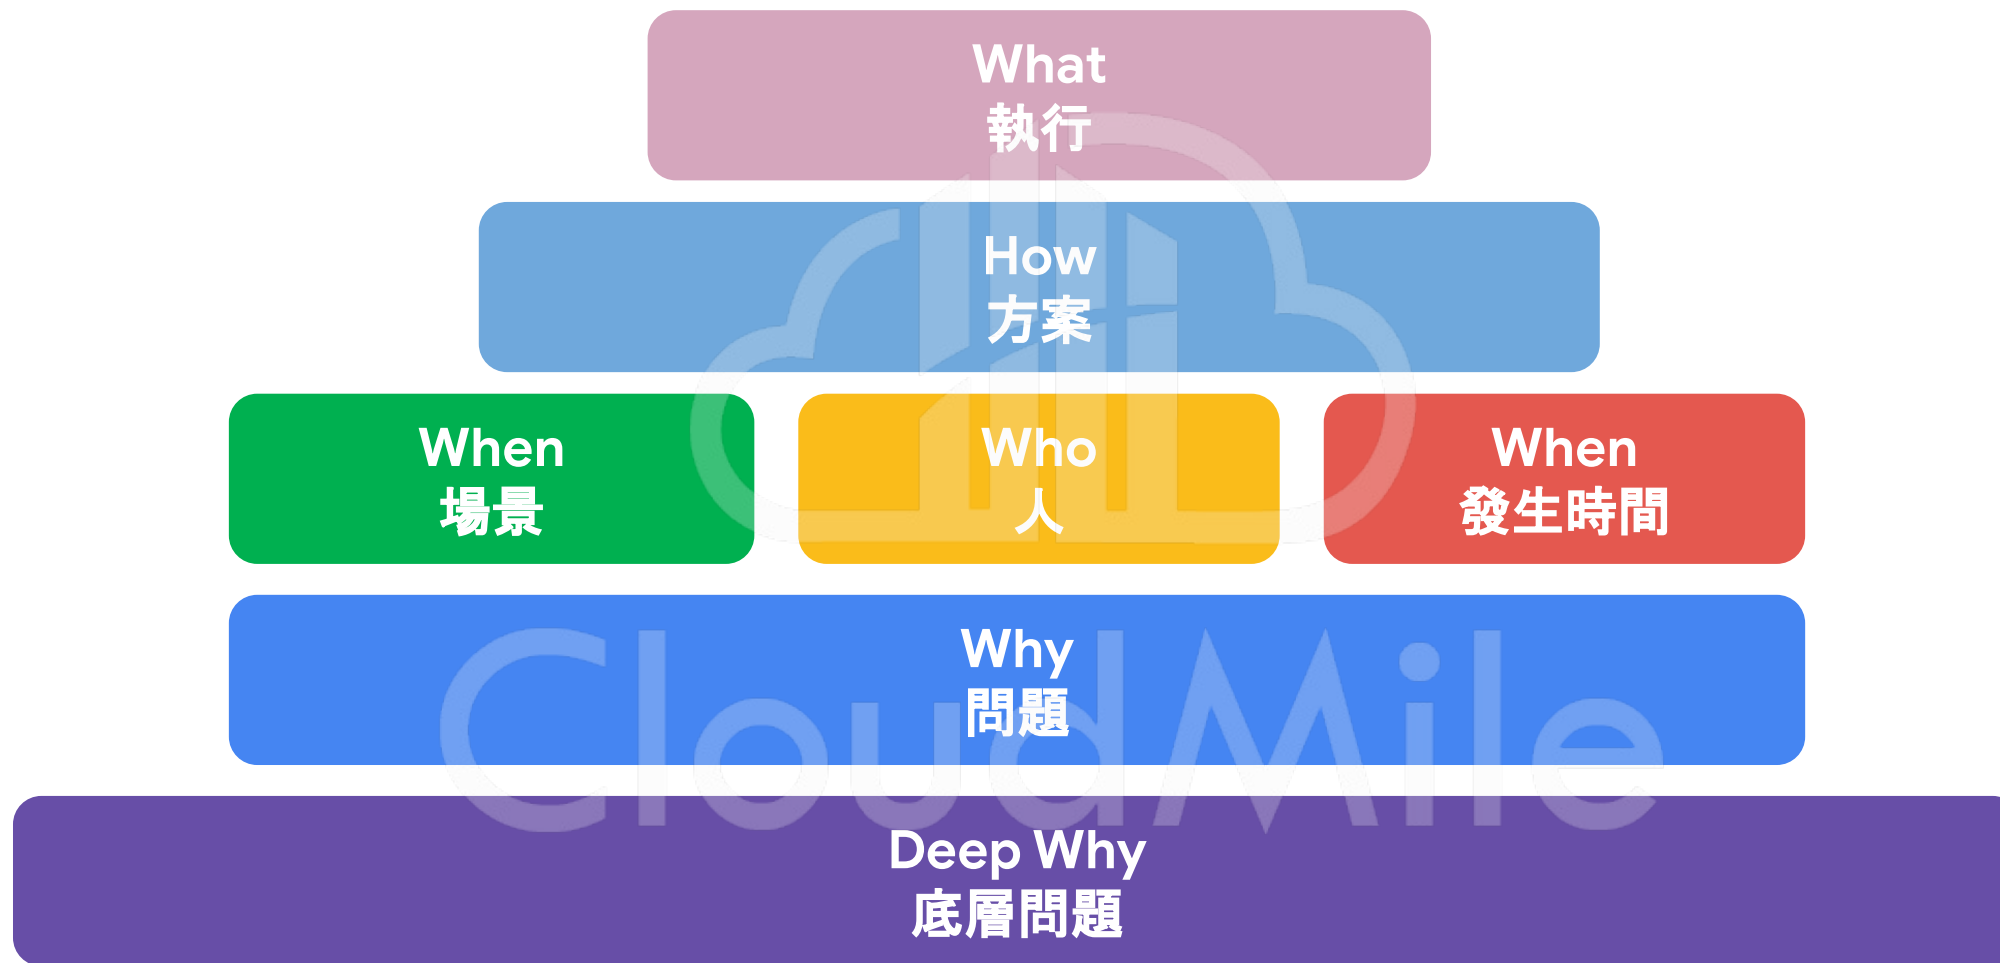 What
執行
How
方案
When
場景
Who
人
When
發生時間
Why
問題
CloudMile
Deep Why
底層問題